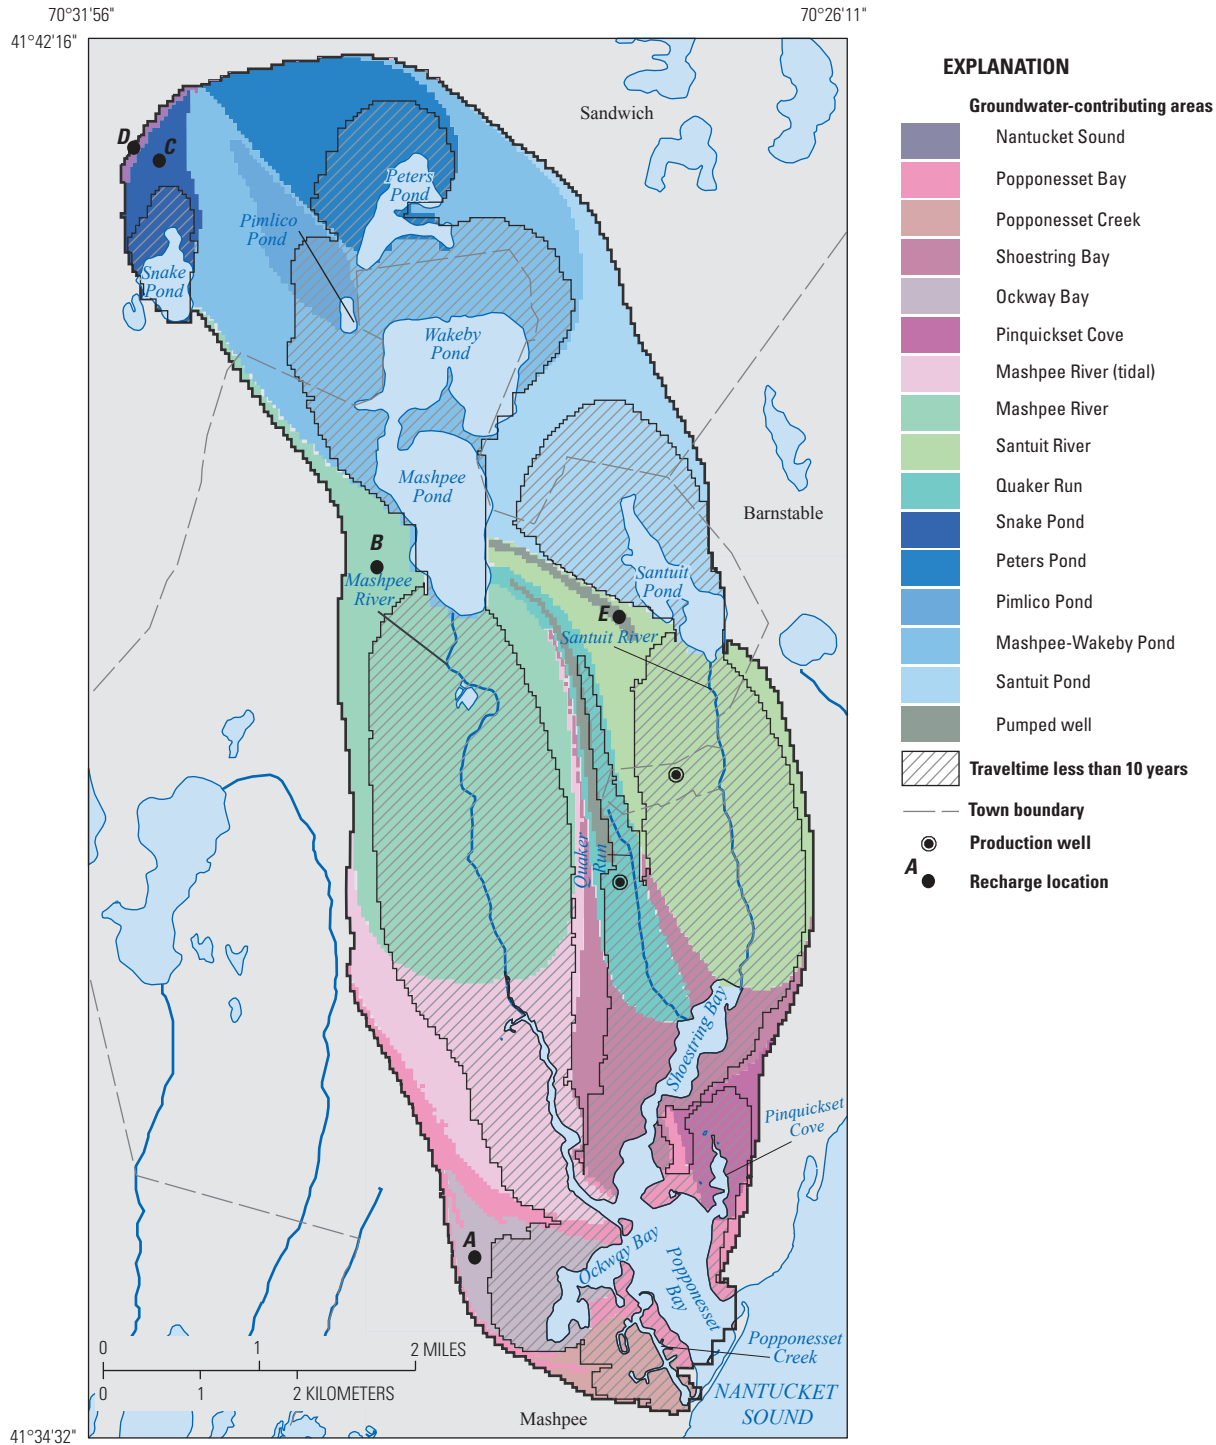 70°31'56"
70°26'11"
41°42'16"
Sandwich
D
C
Peters
Pond
Pimlico
Pond
Snake
Pond
Wakeby
Pond
Mashpee
Pond
Barnstable
B
Mashpee
River
Santuit
Pond
E
Santuit River
Quaker
Run
Shoestring Bay
Pinquickset
Cove
A
Ockway Bay
Popponesset
Bay
Popponesset
Creek
NANTUCKET
SOUND
Mashpee
0 1 2 MILES
0 1 2 KILOMETERS
41°34'32"
EXPLANATION
Groundwater-contributing areas
Nantucket Sound
Popponesset Bay
Popponesset Creek
Shoestring Bay
Ockway Bay
Pinquickset Cove
Mashpee River (tidal)
Mashpee River
Santuit River
Quaker Run
Snake Pond
Peters Pond
Pimlico Pond
Mashpee-Wakeby Pond
Santuit Pond
Pumped well
Traveltime less than 10 years
Town boundary
Production well
A Recharge location